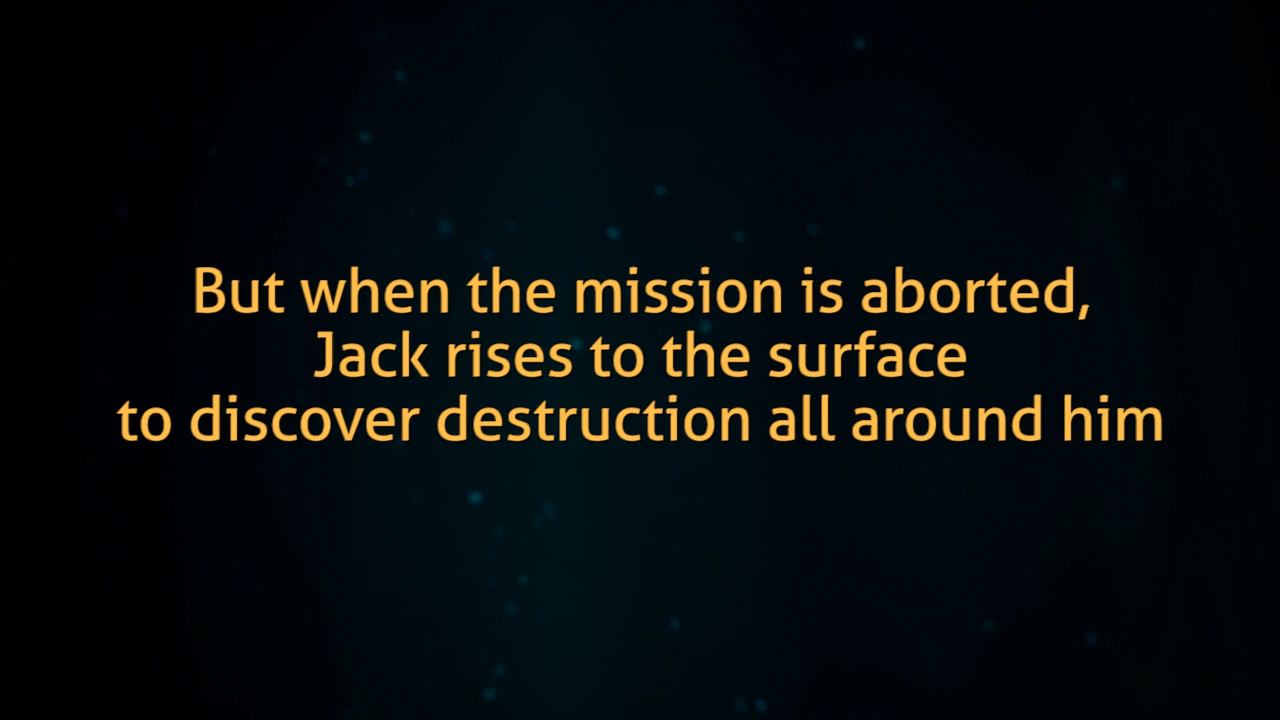 But when the mission is aborted,
Jack rises to the surface
to discover destruction all around him